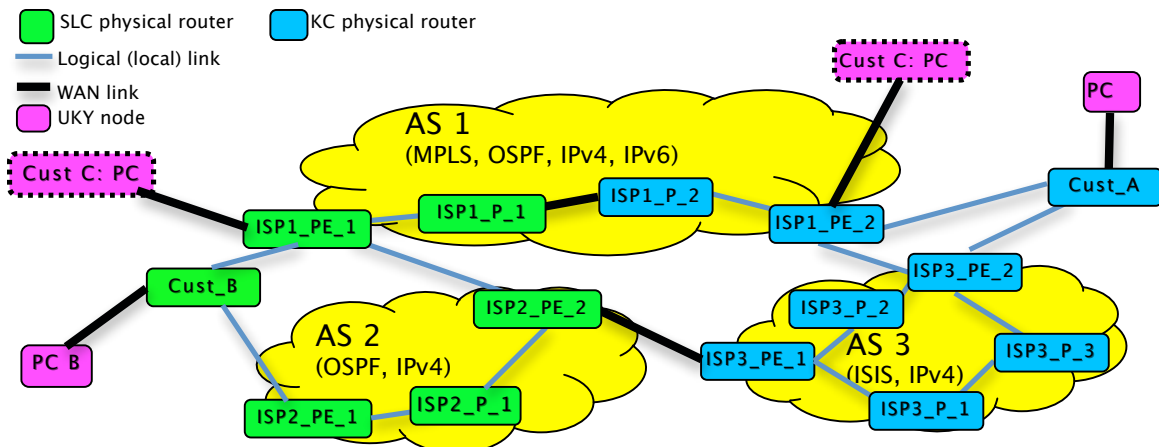 SLC physical router
KC physical router
Logical (local) link
WAN link
UKY node
Cust C: PC
PC
AS 1
(MPLS, OSPF, IPv4, IPv6)
Cust C: PC
Cust_A
ISP1_P_1
ISP1_P_2
ISP1_PE_1
ISP1_PE_2
Cust_B
ISP3_PE_2
ISP2_PE_2
ISP3_P_2
AS 2
(OSPF, IPv4)
PC B
ISP3_PE_1
AS 3
(ISIS, IPv4)
ISP3_P_3
ISP2_PE_1
ISP2_P_1
ISP3_P_1